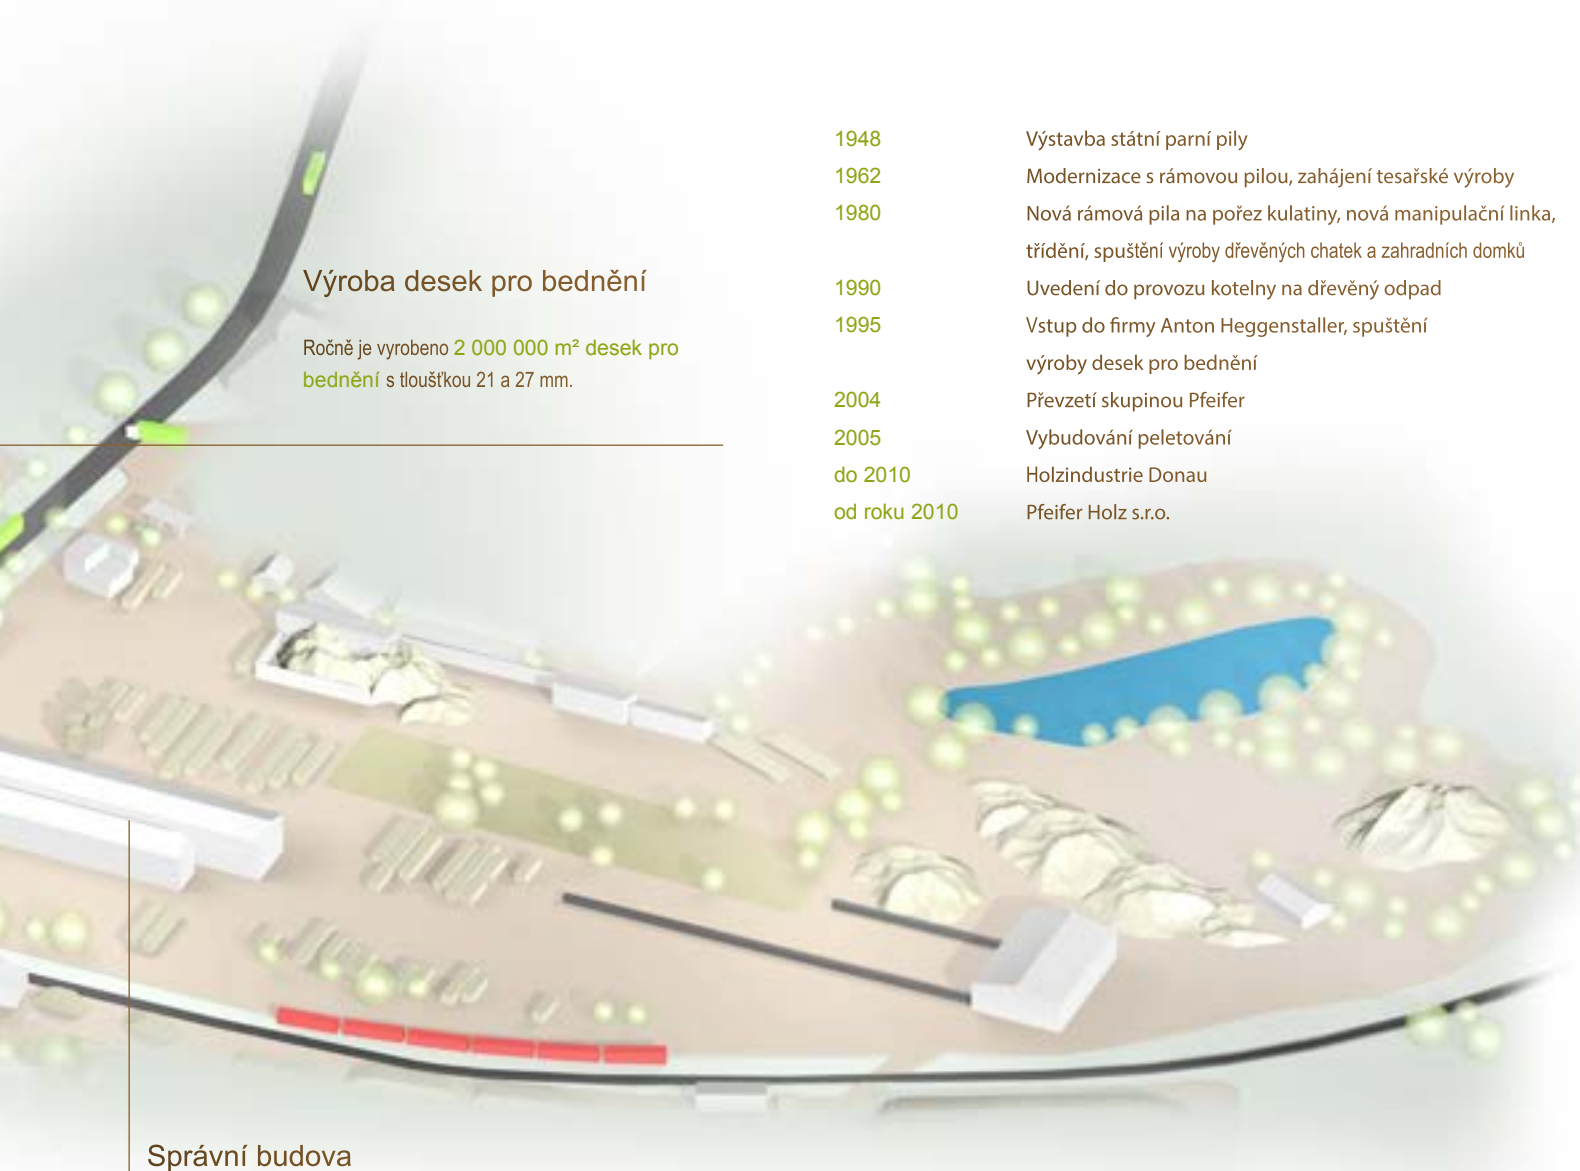 Výroba desek pro bednění
Ročně je vyrobeno 2 000 000 m² desek pro
bednění s tloušťkou 21 a 27 mm.
1948 Výstavba státní parní pily
1962 Modernizace s rámovou pilou, zahájení tesařské výroby
1980 Nová rámová pila na pořez kulatiny, nová manipulační linka,
třídění, spuštění výroby dřevěných chatek a zahradních domků
1990 Uvedení do provozu kotelny na dřevěný odpad
1995 Vstup do firmy Anton Heggenstaller, spuštění
výroby desek pro bednění
2004 Převzetí skupinou Pfeifer
2005 Vybudování peletování
do 2010 Holzindustrie Donau
od roku 2010 Pfeifer Holz s.r.o.
Správní budova